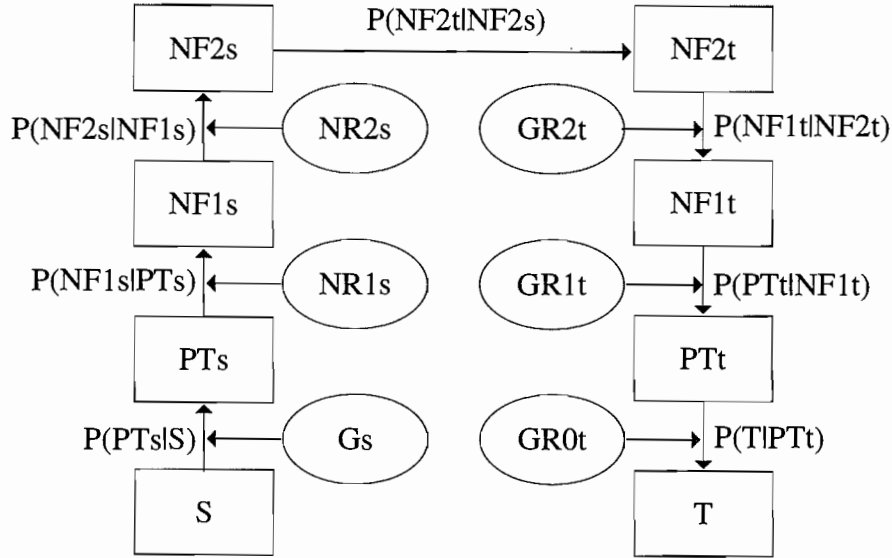 P(NF2t|NF2s)
NF2s
NF2t
P(NF2s|NF1s)
NR2s
GR2t
P(NF1t|NF2t)
NF1s
NF1t
P(NF1s|PTs)
NR1s
GR1t
P(PTt|NF1t)
PTs
PTt
P(PTs|S)
Gs
GR0t
P(T|PTt)
S
T